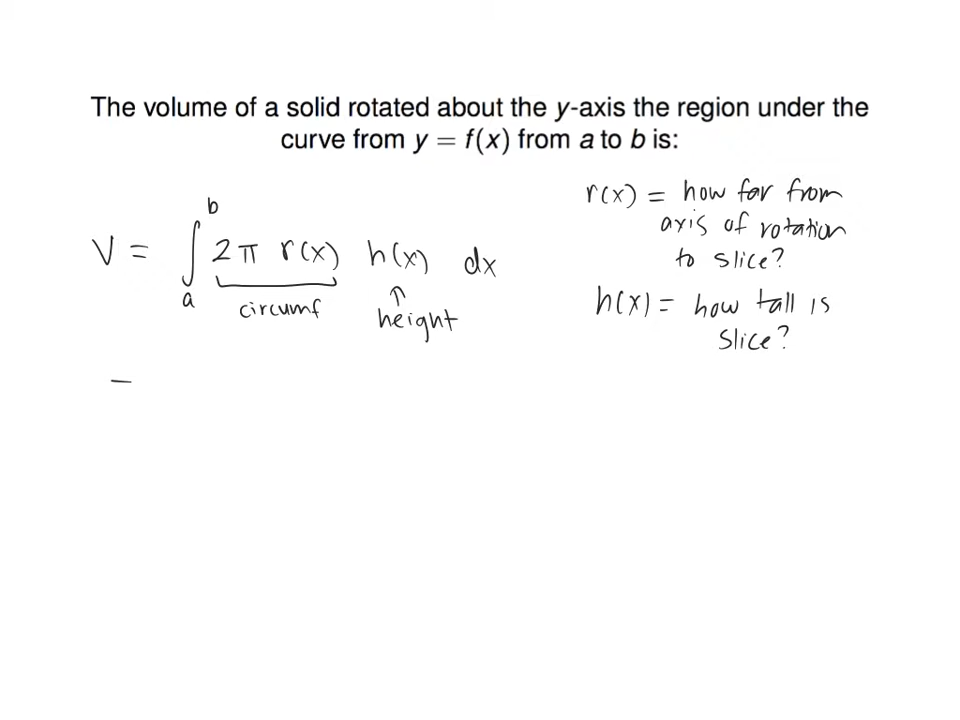 The volume of a solid rotated about the y-axis the region under the
curve from y = f(x) from a to b is:
V = ∫_a^b 2π r(x) h(x) dx
circumf
↑
height
r(x) = how far from
axis of rotation
to slice?
h(x) = how tall is
slice?
—